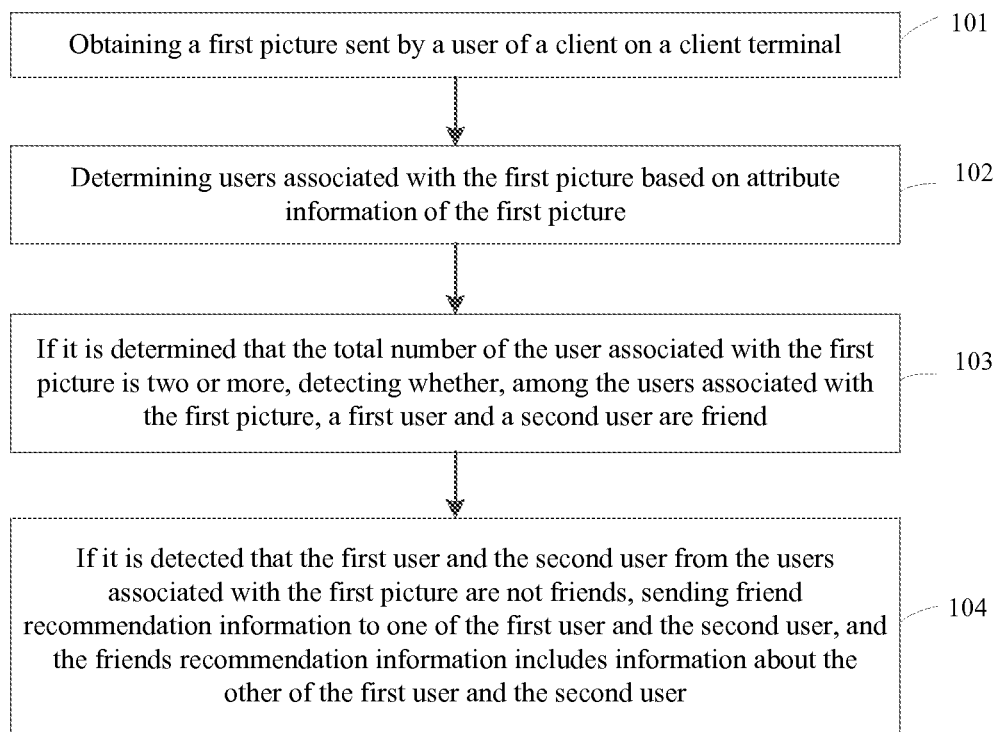 Obtaining a first picture sent by a user of a client on a client terminal
101
Determining users associated with the first picture based on attribute
information of the first picture
102
If it is determined that the total number of the user associated with the first
picture is two or more, detecting whether, among the users associated with
the first picture, a first user and a second user are friend
103
If it is detected that the first user and the second user from the users
associated with the first picture are not friends, sending friend
recommendation information to one of the first user and the second user, and
the friends recommendation information includes information about the
other of the first user and the second user
104